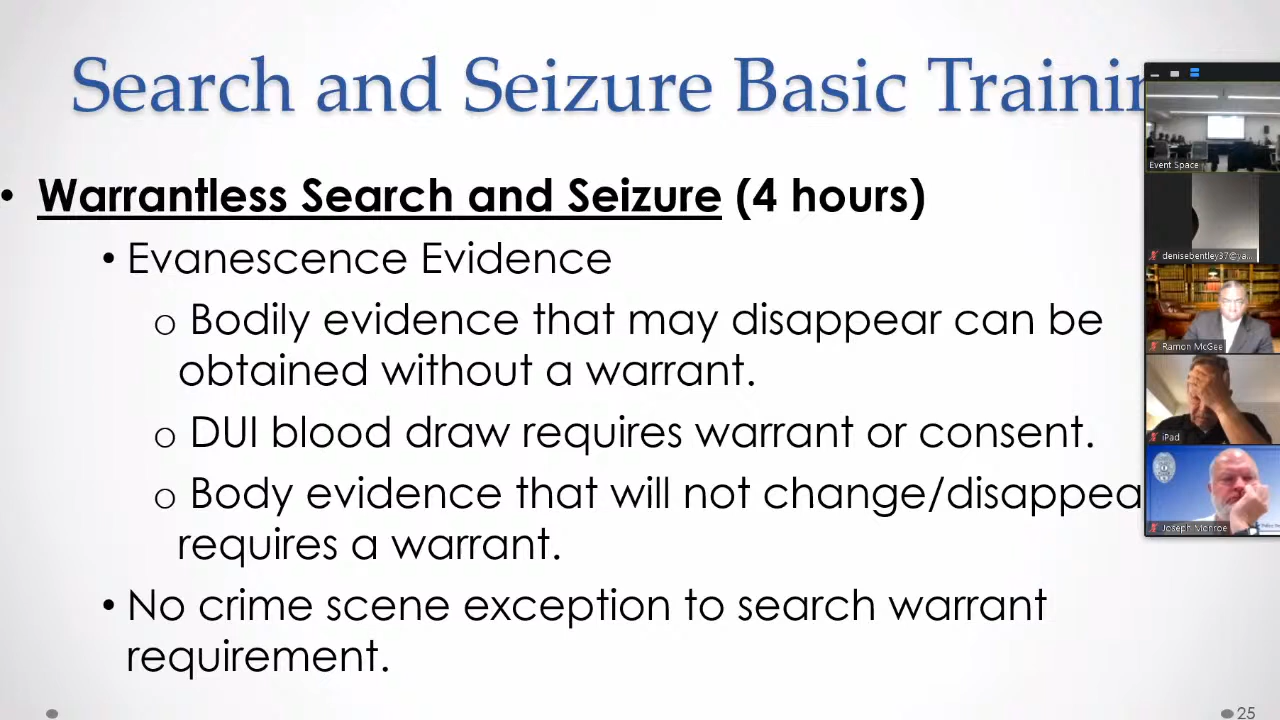 Search and Seizure Basic Trainin
• Warrantless Search and Seizure (4 hours)
• Evanescence Evidence
o Bodily evidence that may disappear can be
obtained without a warrant.
o DUI blood draw requires warrant or consent.
o Body evidence that will not change/disappea
requires a warrant.
• No crime scene exception to search warrant
requirement.
25
Event Space
denisebentley37@ya...
Ramon McGee
iPad
Joseph Monroe